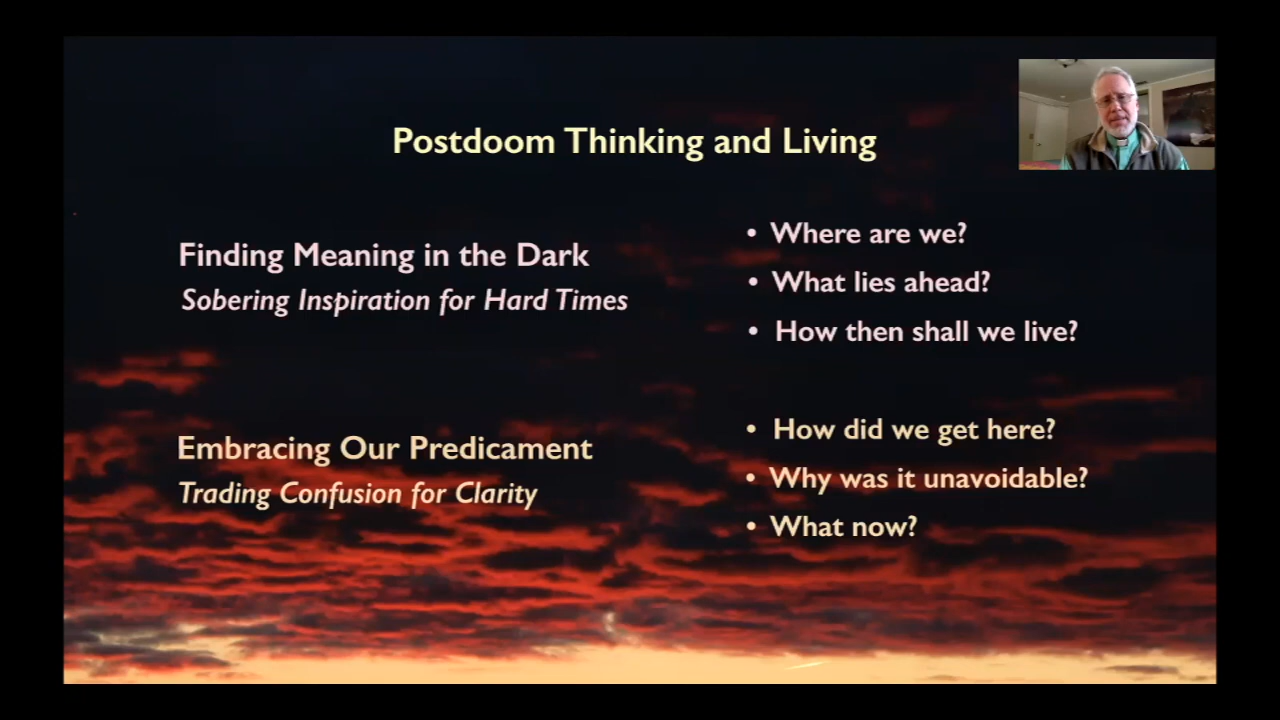 Postdoom Thinking and Living
Finding Meaning in the Dark
Sobering Inspiration for Hard Times
• Where are we?
• What lies ahead?
• How then shall we live?
Embracing Our Predicament
Trading Confusion for Clarity
• How did we get here?
• Why was it unavoidable?
• What now?